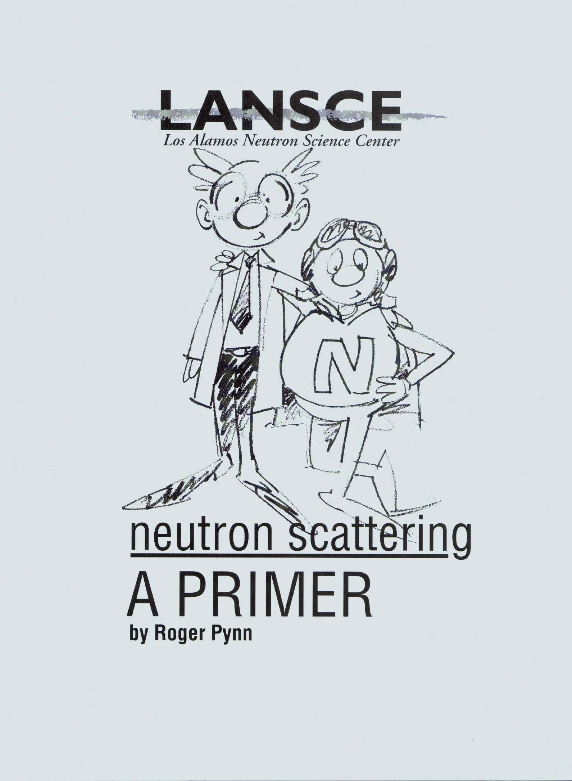 LANSCE
Los Alamos Neutron Science Center
N
neutron scattering
A PRIMER
by Roger Pynn